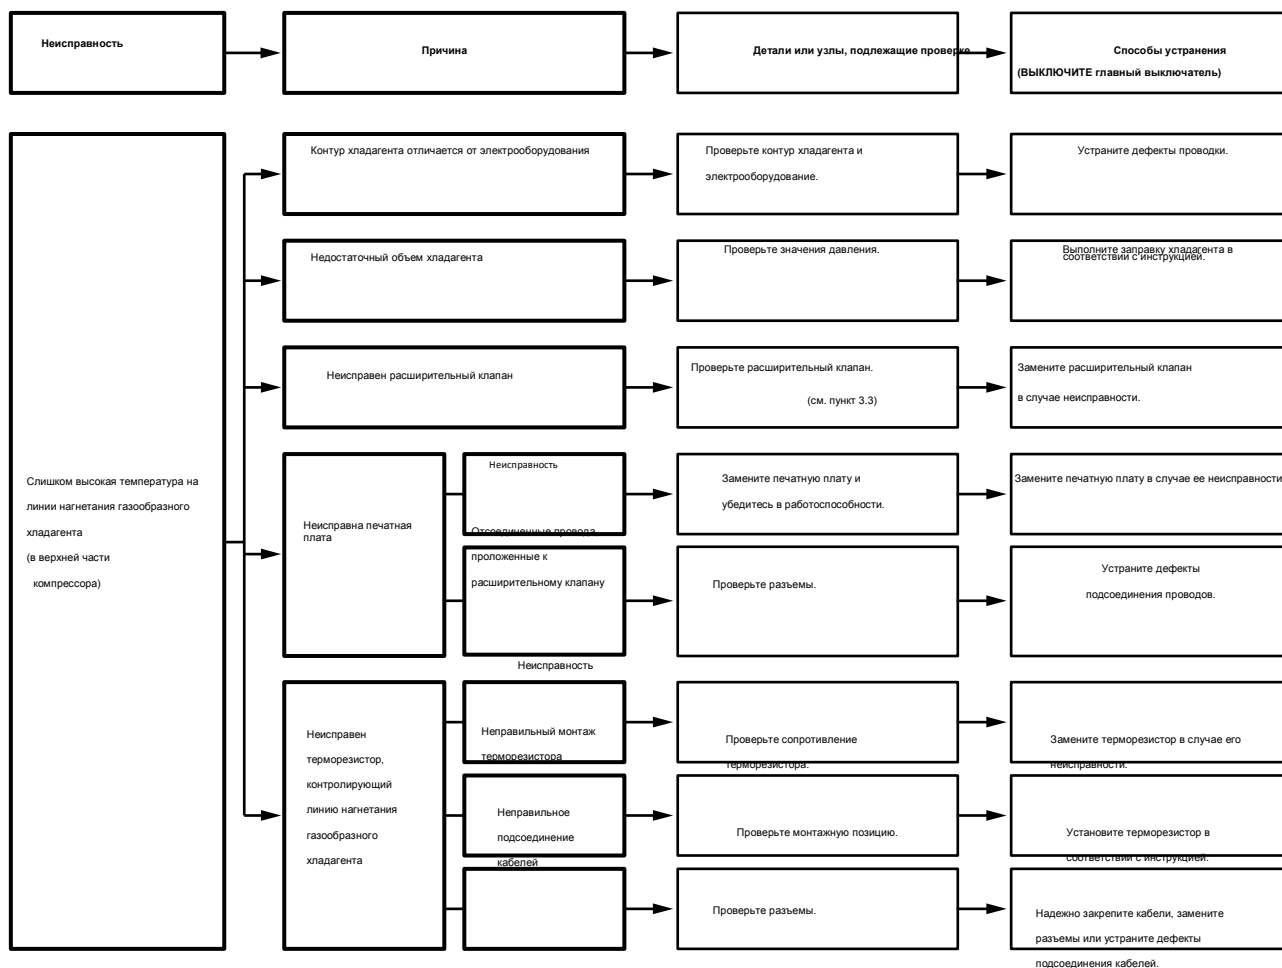 Неисправность
Причина
Детали или узлы, подлежащие проверке
Способы устранения
(ВЫКЛЮЧИТЕ главный выключатель)
Слишком высокая температура на
линии нагнетания газообразного
хладагента
(в верхней части
компрессора)
Контур хладагента отличается от электрооборудования
Проверьте контур хладагента и
электрооборудование.
Устраните дефекты проводки.
Недостаточный объем хладагента
Проверьте значения давления.
Выполните заправку хладагента в
соответствии с инструкцией.
Неисправен расширительный клапан
Проверьте расширительный клапан.
(см. пункт 3.3)
Замените расширительный клапан
в случае неисправности.
Неисправна печатная
плата
Неисправность
Замените печатную плату и
убедитесь в работоспособности.
Замените печатную плату в случае ее неисправности
Отсоединенные провода,
проложенные к
расширительному клапану
Проверьте разъемы.
Устраните дефекты
подсоединения проводов.
Неисправен
терморезистор,
контролирующий
линию нагнетания
газообразного
хладагента
Неисправность
Неправильный монтаж
терморезистора
Проверьте сопротивление
терморезистора.
Замените терморезистор в случае его
неисправности.
Неправильное
подсоединение
кабелей
Проверьте монтажную позицию.
Установите терморезистор в
соответствии с инструкцией.
Проверьте разъемы.
Надежно закрепите кабели, замените
разъемы или устраните дефекты
подсоединения кабелей.